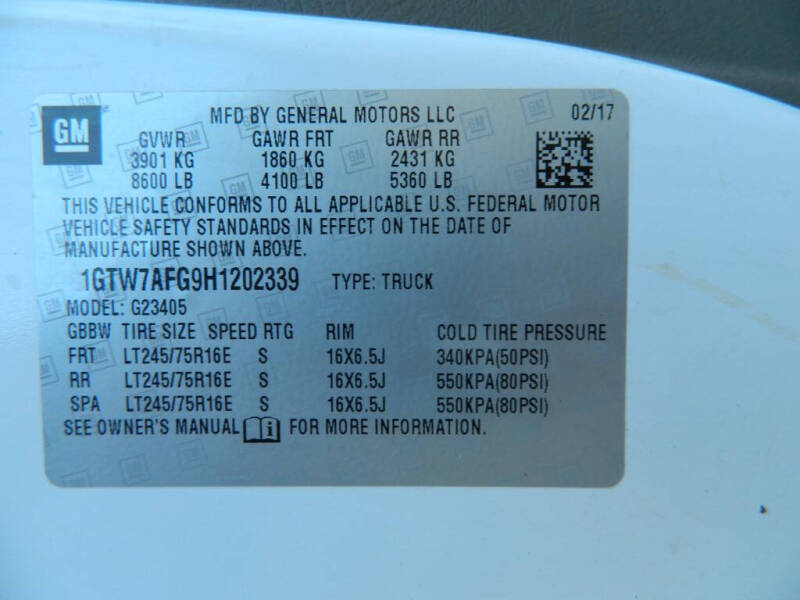 GM
MFD BY GENERAL MOTORS LLC 02/17
GVWR GAWR FRT GAWR RR
3901 KG 1860 KG 2431 KG
8600 LB 4100 LB 5360 LB
THIS VEHICLE CONFORMS TO ALL APPLICABLE U.S. FEDERAL MOTOR
VEHICLE SAFETY STANDARDS IN EFFECT ON THE DATE OF
MANUFACTURE SHOWN ABOVE.
1GTW7AFG9H1202339 TYPE: TRUCK
MODEL: G23405
GBBW TIRE SIZE SPEED RTG RIM COLD TIRE PRESSURE
FRT LT245/75R16E S 16X6.5J 340KPA(50PSI)
RR LT245/75R16E S 16X6.5J 550KPA(80PSI)
SPA LT245/75R16E S 16X6.5J 550KPA(80PSI)
SEE OWNER'S MANUAL FOR MORE INFORMATION.